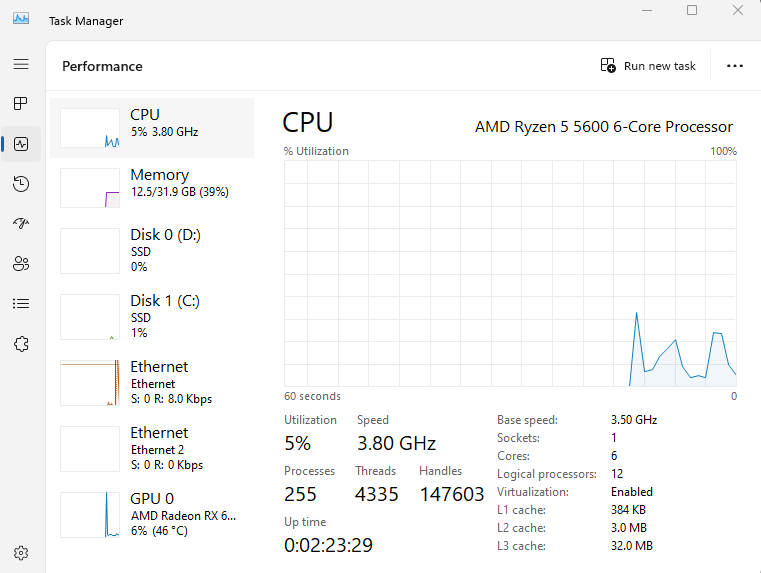 Task Manager
Performance
Run new task
CPU
5% 3.80 GHz
Memory
12.5/31.9 GB (39%)
Disk 0 (D:)
SSD
0%
Disk 1 (C:)
SSD
1%
Ethernet
Ethernet
S: 0 R: 8.0 Kbps
Ethernet
Ethernet 2
S: 0 R: 0 Kbps
GPU 0
AMD Radeon RX 6...
6% (46 °C)
CPU
AMD Ryzen 5 5600 6-Core Processor
% Utilization
100%
60 seconds
0
Utilization
Speed
5%
3.80 GHz
Processes
Threads
Handles
255
4335
147603
Up time
0:02:23:29
Base speed: 3.50 GHz
Sockets: 1
Cores: 6
Logical processors: 12
Virtualization: Enabled
L1 cache: 384 KB
L2 cache: 3.0 MB
L3 cache: 32.0 MB